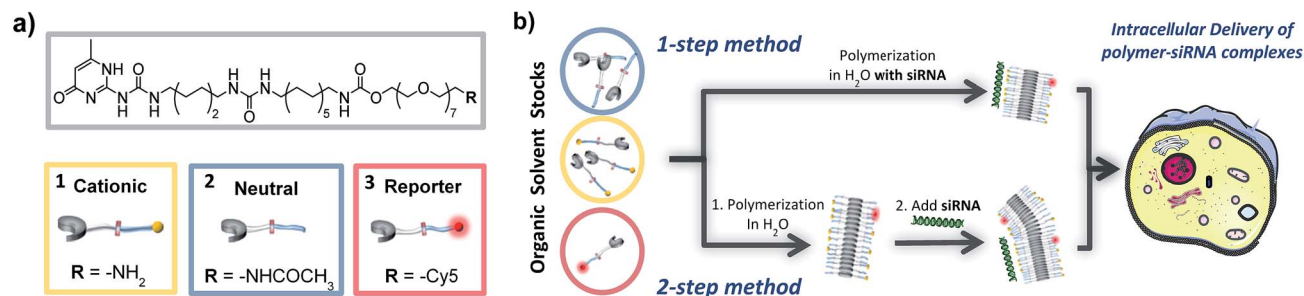 a)
N
NH
O
N
N
H
O
N
H
2
H
N
O
H
N
5
H
N
O
O
O
7
R
1 Cationic
R = -NH₂
2 Neutral
R = -NHCOCH₃
3 Reporter
R = -Cy5
b)
Organic Solvent Stocks
1-step method
Polymerization
in H₂O with siRNA
1. Polymerization
In H₂O
2. Add siRNA
2-step method
Intracellular Delivery of
polymer-siRNA complexes